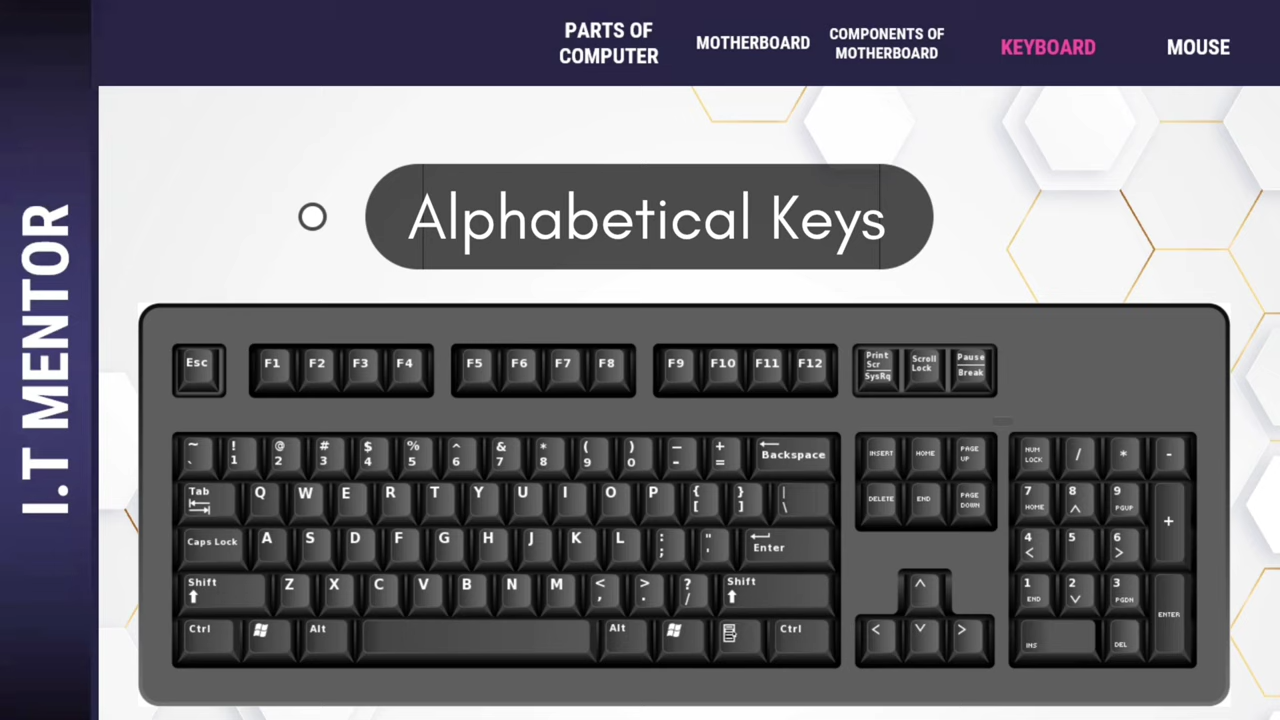 PARTS OF
COMPUTER
MOTHERBOARD
COMPONENTS OF
MOTHERBOARD
KEYBOARD
MOUSE
I.T MENTOR
Alphabetical Keys
Esc F1 F2 F3 F4 F5 F6 F7 F8 F9 F10 F11 F12 Print Scr SysRq Scroll Lock Pause Break
~ ` ! 1 @ 2 # 3 $ 4 % 5 ^ 6 & 7 * 8 ( 9 ) 0 — - + = Backspace INSERT HOME PAGE UP NUM LOCK / * -
Tab Q W E R T Y U I O P { [ } ] | \ DELETE END PAGE DOWN 7 HOME 8 ^ 9 PGUP +
Caps Lock A S D F G H J K L : ; " ' Enter 4 < 5 6 >
Shift Z X C V B N M < , > . ? / Shift ^ 1 END 2 v 3 PGDN ENTER
Ctrl Alt Alt Ctrl < v > INS DEL